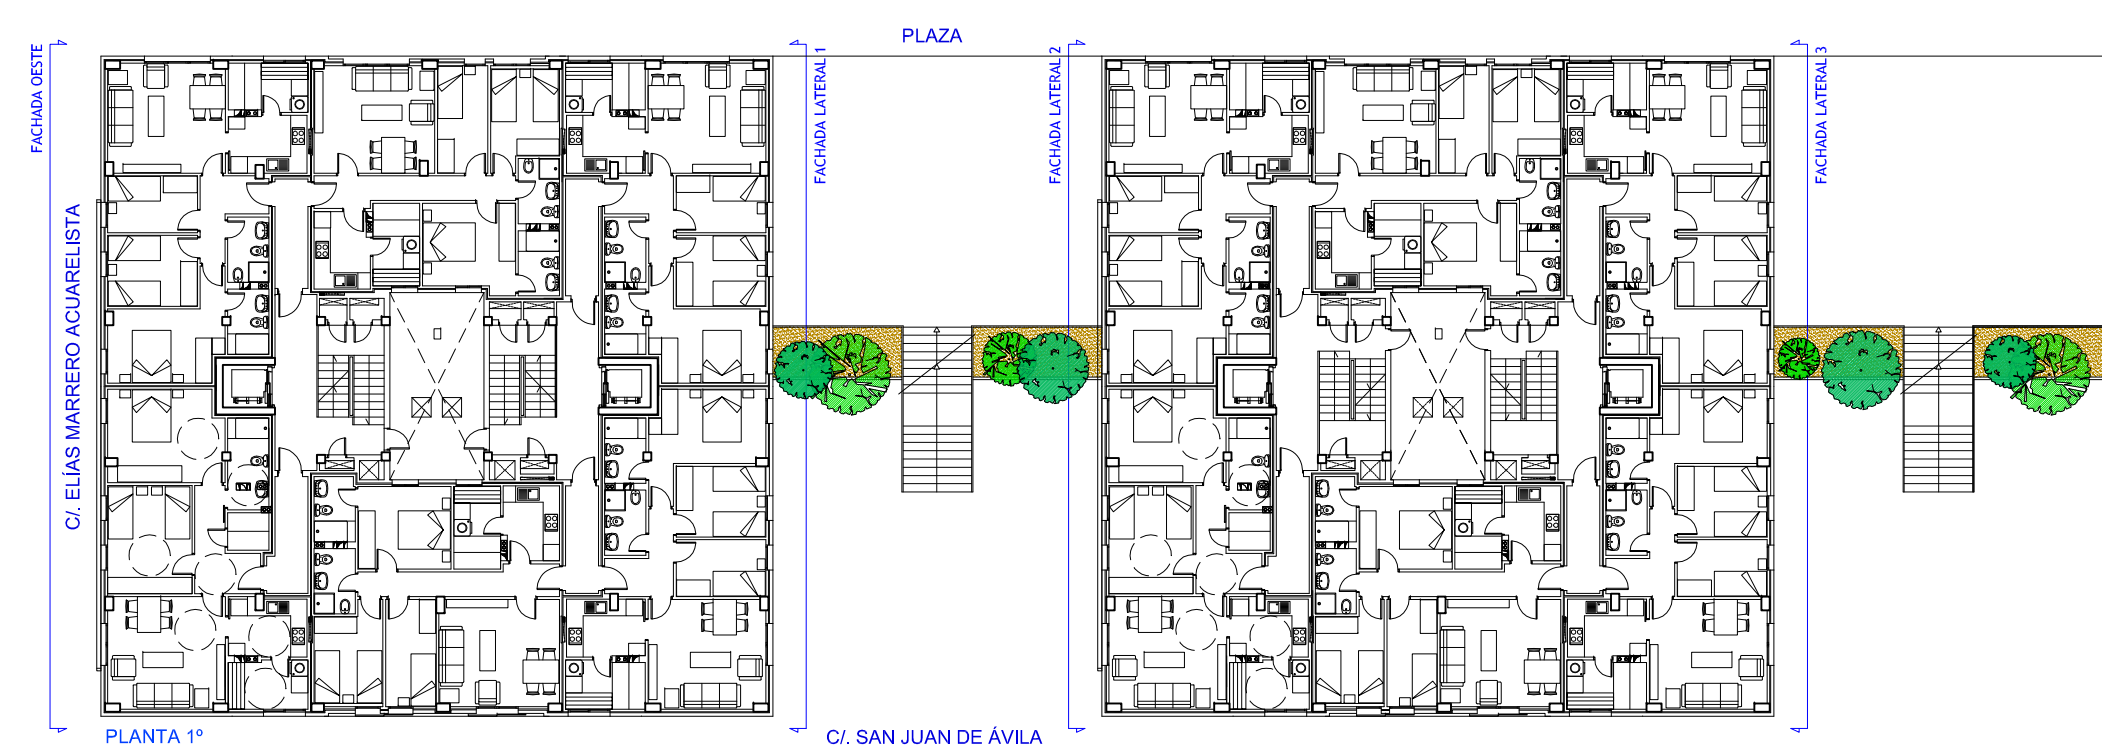 PLAZA
FACHADA OESTE
FACHADA LATERAL 1
FACHADA LATERAL 2
FACHADA LATERAL 3
C/. ELÍAS MARRERO ACUARELISTA
PLANTA 1º
C/. SAN JUAN DE ÁVILA